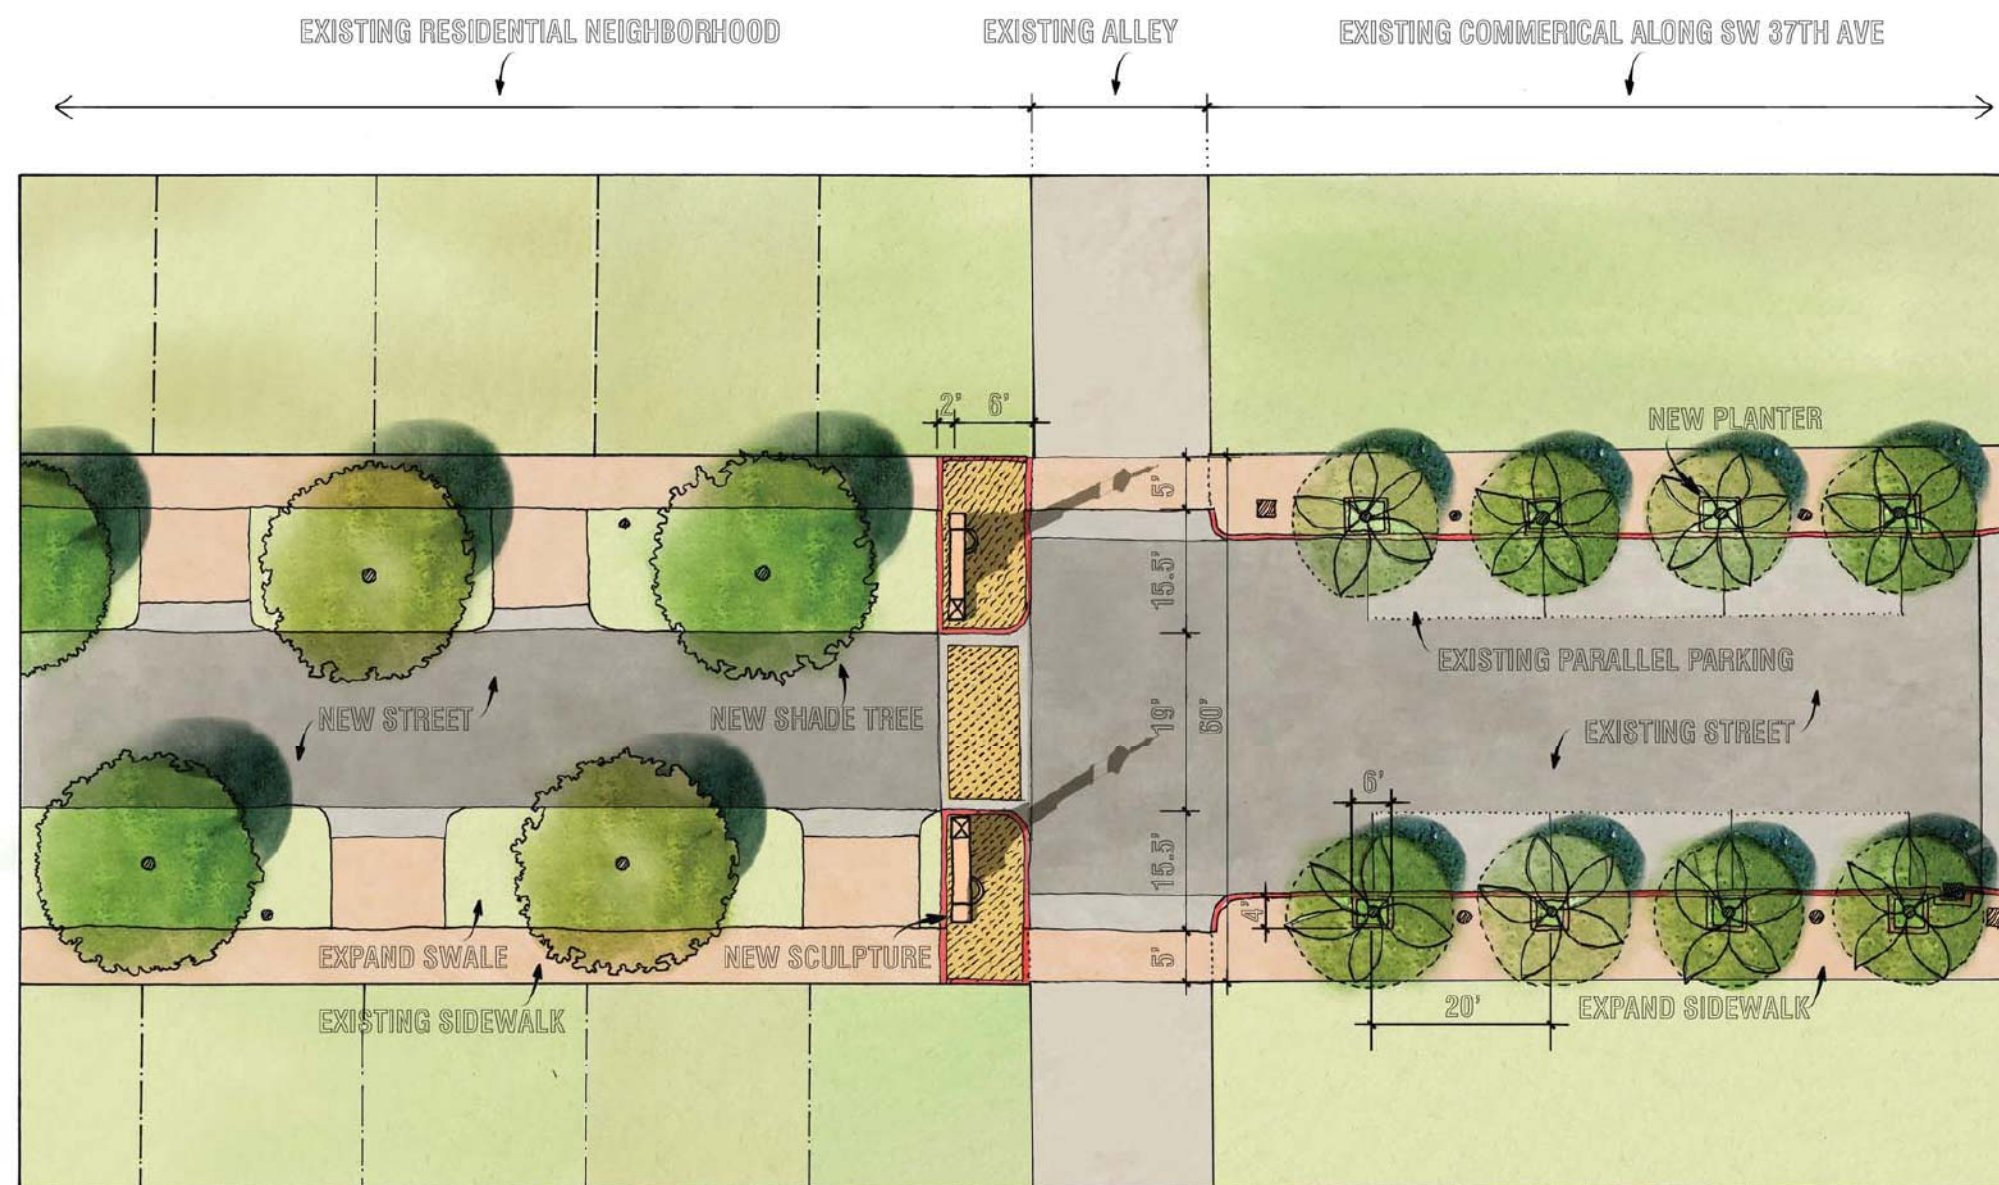 EXISTING RESIDENTIAL NEIGHBORHOOD
EXISTING ALLEY
EXISTING COMMERICAL ALONG SW 37TH AVE
2'
6'
NEW PLANTER
5'
15.5'
EXISTING PARALLEL PARKING
NEW STREET
NEW SHADE TREE
19'
60'
EXISTING STREET
6'
15.5'
4'
EXPAND SWALE
NEW SCULPTURE
5'
EXISTING SIDEWALK
20'
EXPAND SIDEWALK